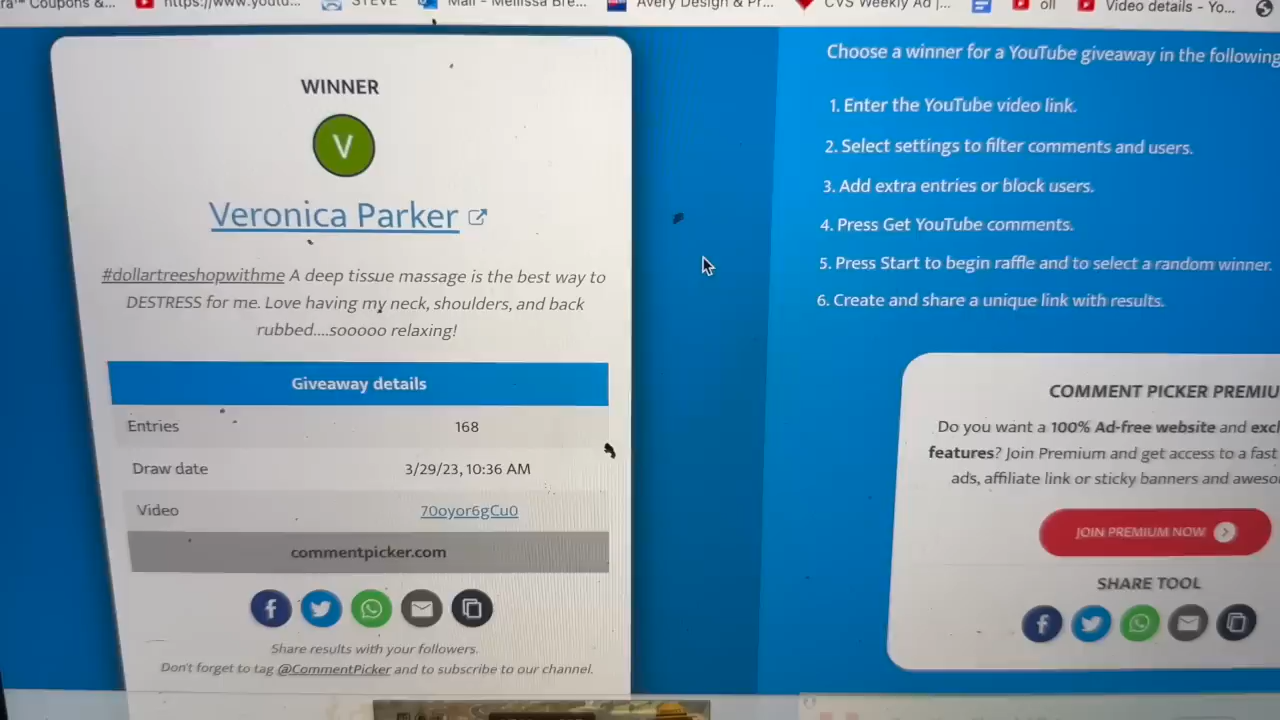 Coupons &...
https://www.youtu...
STEVE
Mail - Mellissa Bre...
Avery Design & Pr...
CVS Weekly Ad |...
Video details - Yo...
WINNER
V
Veronica Parker
#dollartreeshopwithme A deep tissue massage is the best way to
DESTRESS for me. Love having my neck, shoulders, and back
rubbed....sooooo relaxing!
Giveaway details
Entries 168
Draw date 3/29/23, 10:36 AM
Video 70oyor6gCu0
commentpicker.com
Share results with your followers.
Don't forget to tag @CommentPicker and to subscribe to our channel.
Choose a winner for a YouTube giveaway in the following
1. Enter the YouTube video link.
2. Select settings to filter comments and users.
3. Add extra entries or block users.
4. Press Get YouTube comments.
5. Press Start to begin raffle and to select a random winner.
6. Create and share a unique link with results.
COMMENT PICKER PREMIU
Do you want a 100% Ad-free website and excl
features? Join Premium and get access to a fast
ads, affiliate link or sticky banners and aweso
JOIN PREMIUM NOW
SHARE TOOL